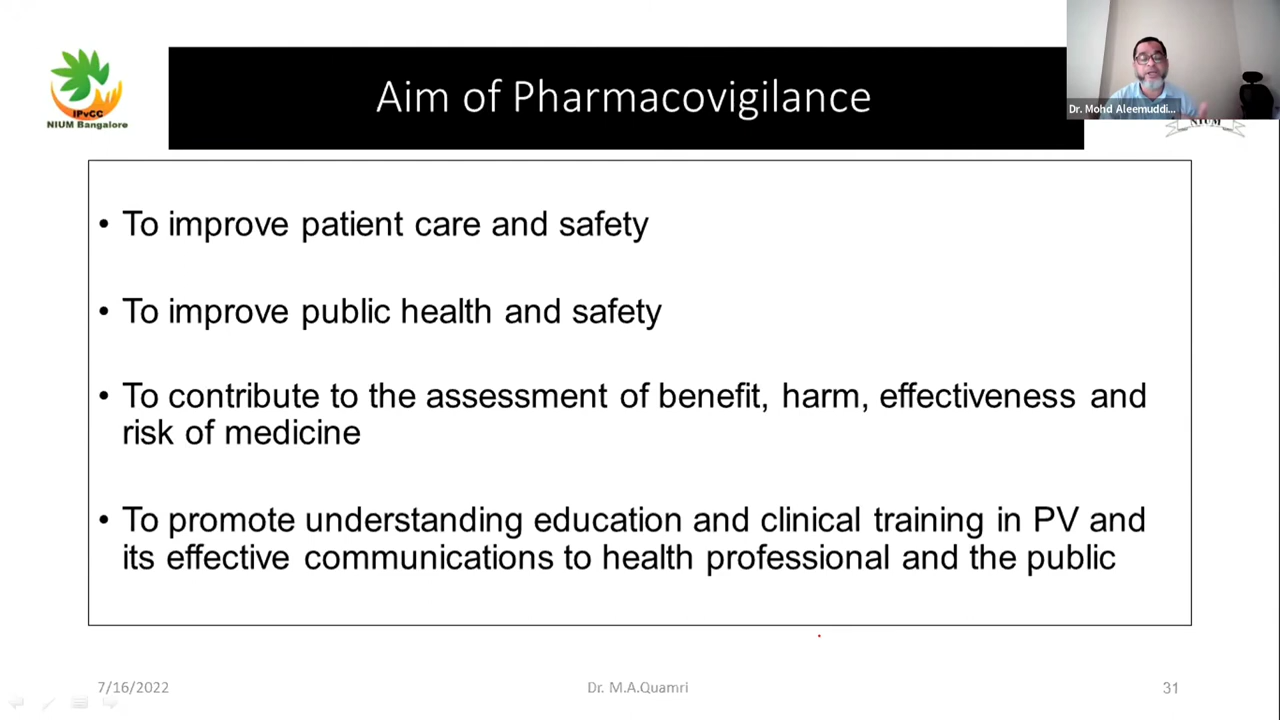 IPvCC
NIUM Bangalore
Aim of Pharmacovigilance
Dr. Mohd Aleemuddi...
NIUM
• To improve patient care and safety
• To improve public health and safety
• To contribute to the assessment of benefit, harm, effectiveness and
risk of medicine
• To promote understanding education and clinical training in PV and
its effective communications to health professional and the public
7/16/2022
Dr. M.A.Quamri
31